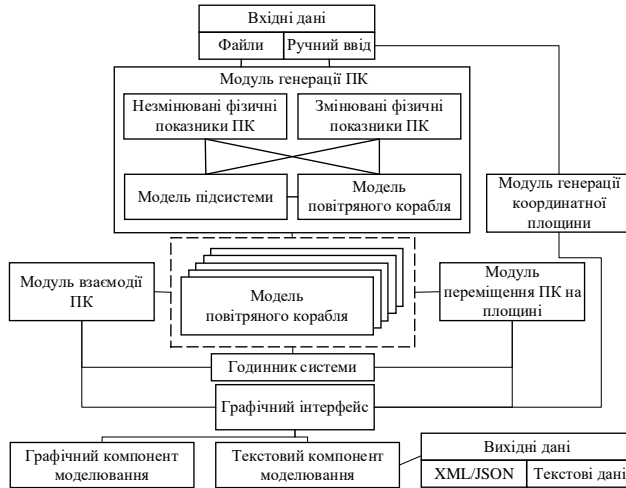 Вхідні дані
Файли
Ручний ввід
Модуль генерації ПК
Незмінювані фізичні
показники ПК
Змінювані фізичні
показники ПК
Модель підсистеми
Модель
повітряного корабля
Модуль генерації
координатної
площини
Модуль взаємодії
ПК
Модель
повітряного корабля
Модуль
переміщення ПК на
площині
Годинник системи
Графічний інтерфейс
Графічний компонент
моделювання
Текстовий компонент
моделювання
Вихідні дані
XML/JSON
Текстові дані